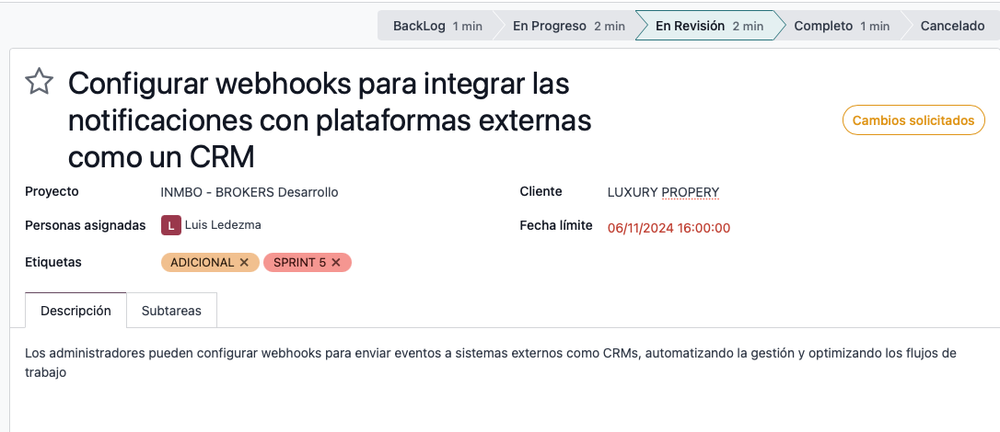 BackLog 1 min En Progreso 2 min En Revisión 2 min Completo 1 min Cancelado
Configurar webhooks para integrar las
notificaciones con plataformas externas
como un CRM
Cambios solicitados
Proyecto INMBO - BROKERS Desarrollo
Cliente LUXURY PROPERY
Personas asignadas L Luis Ledezma
Fecha límite 06/11/2024 16:00:00
Etiquetas ADICIONAL ✕ SPRINT 5 ✕
Descripción Subtareas
Los administradores pueden configurar webhooks para enviar eventos a sistemas externos como CRMs, automatizando la gestión y optimizando los flujos de
trabajo